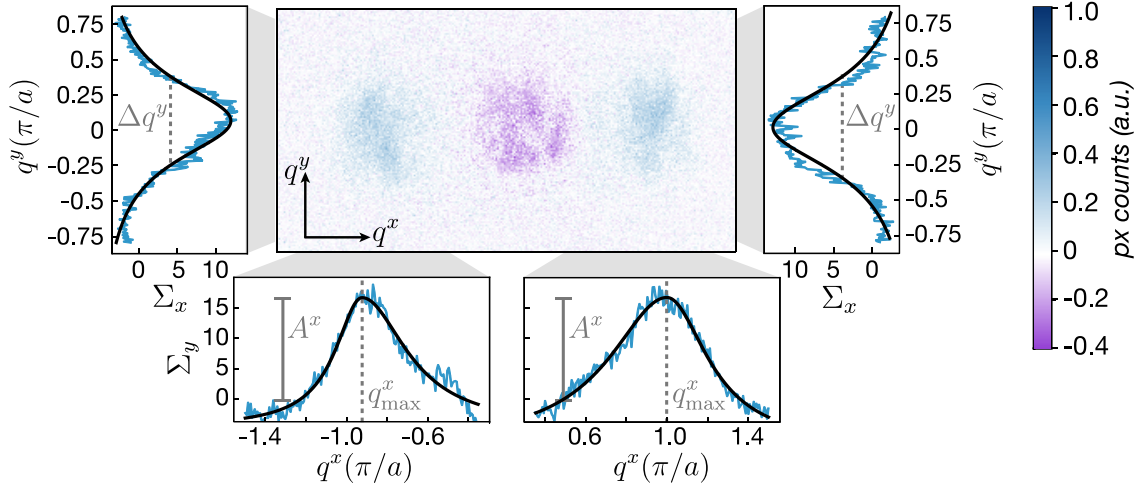 0.75
0.50
0.25
0
-0.25
-0.5
-0.75
q^y(π/a)
Δq^y
0 5 10
Σ_x
q^y
q^x
0.75
0.50
0.25
0
-0.25
-0.5
-0.75
q^y(π/a)
Δq^y
10 5 0
Σ_x
1.0
0.8
0.6
0.4
0.2
0
-0.2
-0.4
px counts (a.u.)
15
10
5
0
Σ_y
A^x
q^x_max
-1.4 -1.0 -0.6
q^x(π/a)
A^x
q^x_max
0.6 1.0 1.4
q^x(π/a)